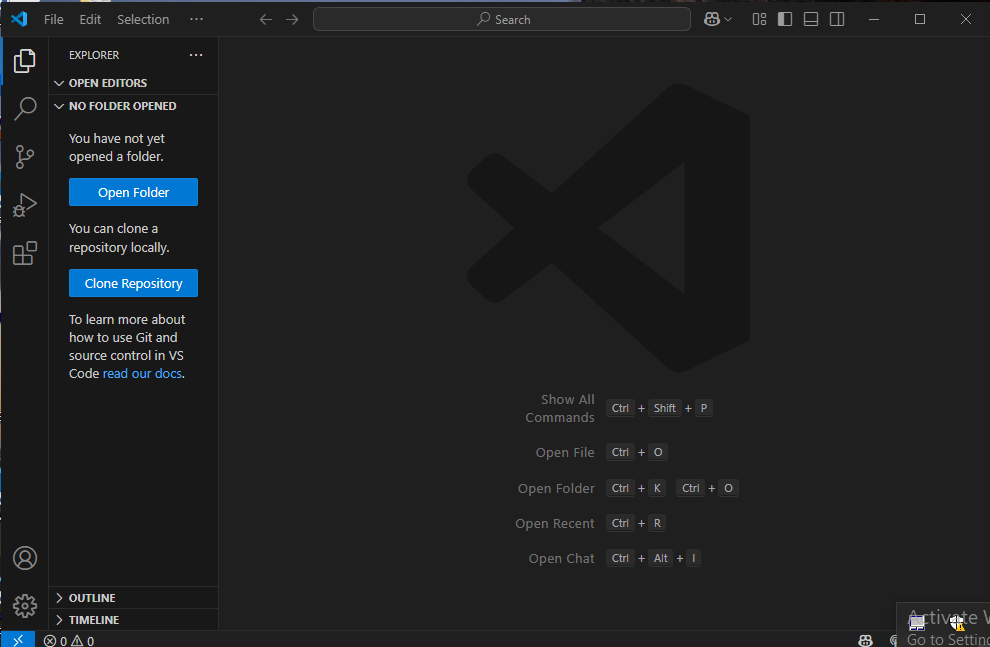 File Edit Selection ··· Search
EXPLORER ···
OPEN EDITORS
NO FOLDER OPENED
You have not yet
opened a folder.
Open Folder
You can clone a
repository locally.
Clone Repository
To learn more about
how to use Git and
source control in VS
Code read our docs.
OUTLINE
TIMELINE
Show All
Commands Ctrl + Shift + P
Open File Ctrl + O
Open Folder Ctrl + K Ctrl + O
Open Recent Ctrl + R
Open Chat Ctrl + Alt + I
0 0
Activate
Go to Setting